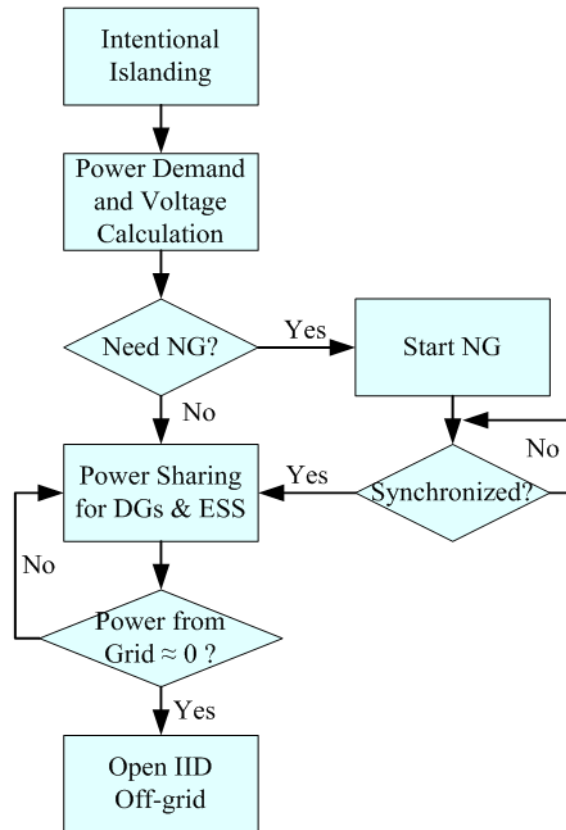 Intentional
Islanding
Power Demand
and Voltage
Calculation
Need NG?
Yes
Start NG
No
No
Power Sharing
for DGs & ESS
Yes
Synchronized?
No
Power from
Grid ≈ 0 ?
Yes
Open IID
Off-grid